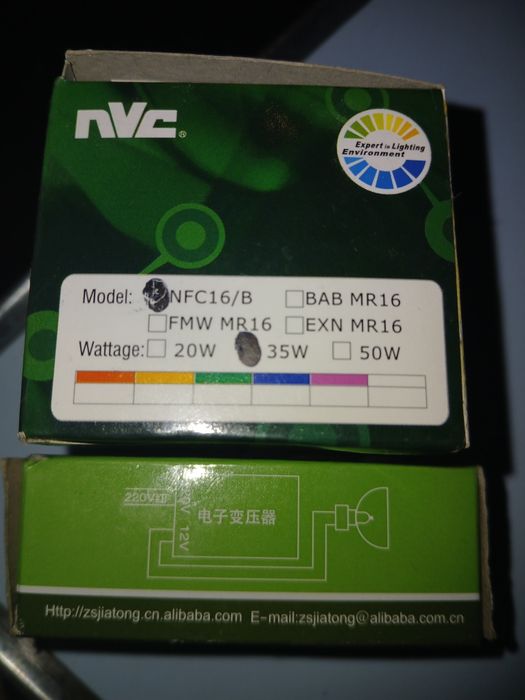 nVc®
Expert in Lighting
Environment
Model: NFC16/B BAB MR16
FMW MR16 EXN MR16
Wattage: 20W 35W 50W
220V 220V 12V
电子变压器
Http://zsjiatong.cn.alibaba.com E-mail:zsjiatong@alibaba.com.cn